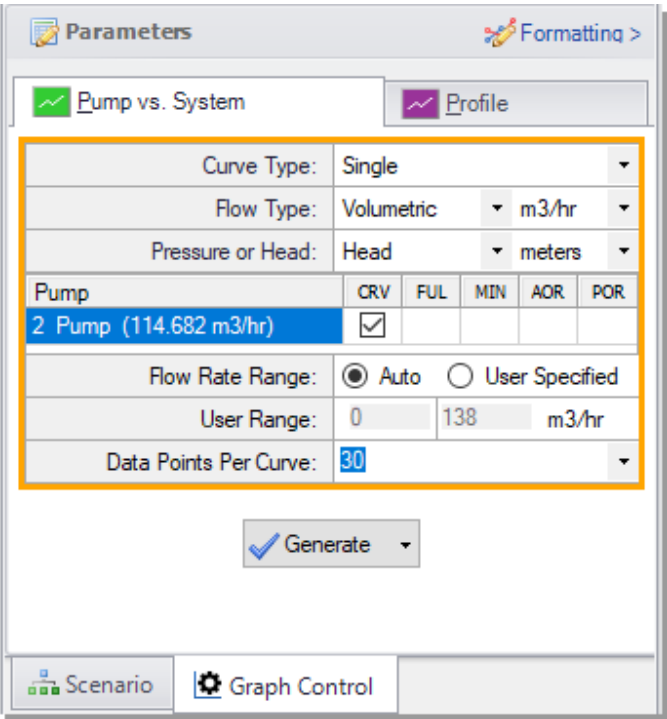 Parameters Formatting >
Pump vs. System Profile
Curve Type: Single
Flow Type: Volumetric m3/hr
Pressure or Head: Head meters
Pump CRV FUL MIN AOR POR
2 Pump (114.682 m3/hr)
Flow Rate Range: Auto User Specified
User Range: 0 138 m3/hr
Data Points Per Curve: 30
Generate
Scenario Graph Control